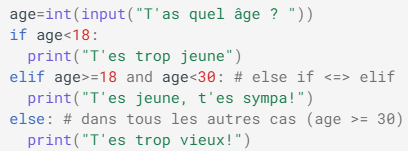 age=int(input("T'as quel âge ? "))
if age<18:
  print("T'es trop jeune")
elif age>=18 and age<30: # else if <=> elif
  print("T'es jeune, t'es sympa!")
else: # dans tous les autres cas (age >= 30)
  print("T'es trop vieux!")